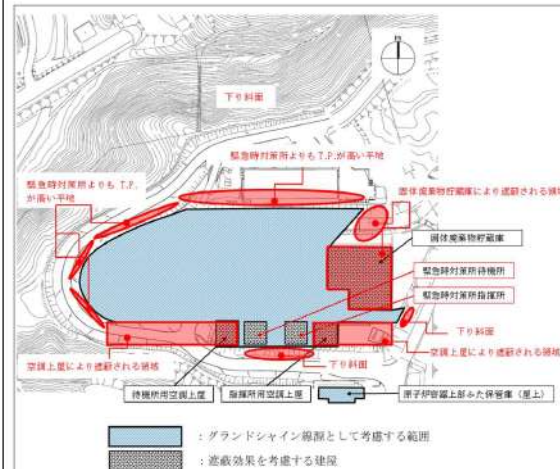 下り斜面
緊急時対策所よりも T.P.が高い平地
緊急時対策所よりも T.P.
が高い平地
固体廃棄物貯蔵庫により遮蔽される領域
固体廃棄物貯蔵庫
緊急時対策所待機所
緊急時対策所指揮所
下り斜面
空調上屋により遮蔽される領域
空調上屋により遮蔽される領域
下り斜面
待機所用空調上屋
指揮所用空調上屋
原子炉容器上部ふた保管庫（屋上）
：グランドシャイン線源として考慮する範囲
：遮蔽効果を考慮する建屋